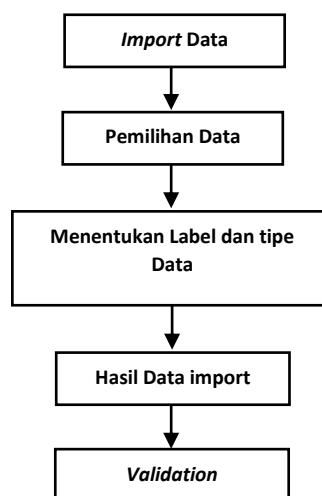 Import Data
Pemilihan Data
Menentukan Label dan tipe
Data
Hasil Data import
Validation